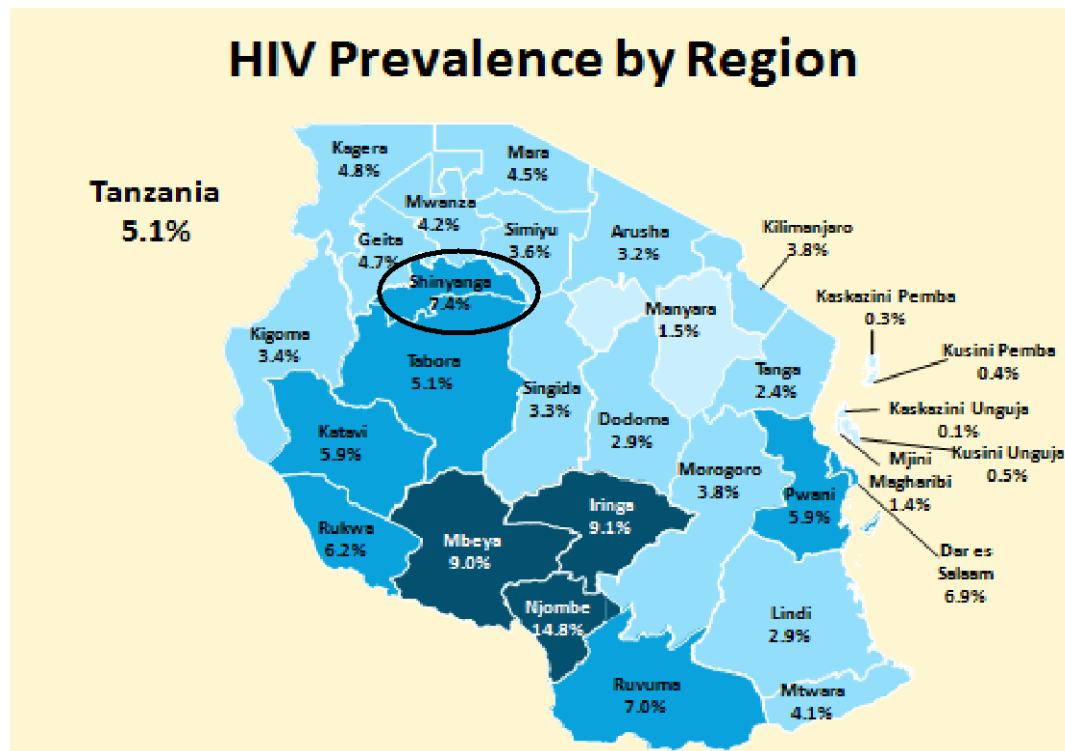 HIV Prevalence by Region
Tanzania
5.1%
Kagera
4.8%
Mara
4.5%
Mwanza
4.2%
Simiyu
3.6%
Arusha
3.2%
Kilimanjaro
3.8%
Geita
4.7%
Shinyanga
7.4%
Manyara
1.5%
Kaskazini Pemba
0.3%
Kigoma
3.4%
Tabora
5.1%
Singida
3.3%
Tanga
2.4%
Kusini Pemba
0.4%
Dodoma
2.9%
Kaskazini Unguja
0.1%
Katavi
5.9%
Morogoro
3.8%
Pwani
5.9%
Mjini
Magharibi
1.4%
Kusini Unguja
0.5%
Rukwa
6.2%
Mbeya
9.0%
Iringa
9.1%
Dar es
Salaam
6.9%
Njombe
14.8%
Lindi
2.9%
Ruvuma
7.0%
Mtwara
4.1%